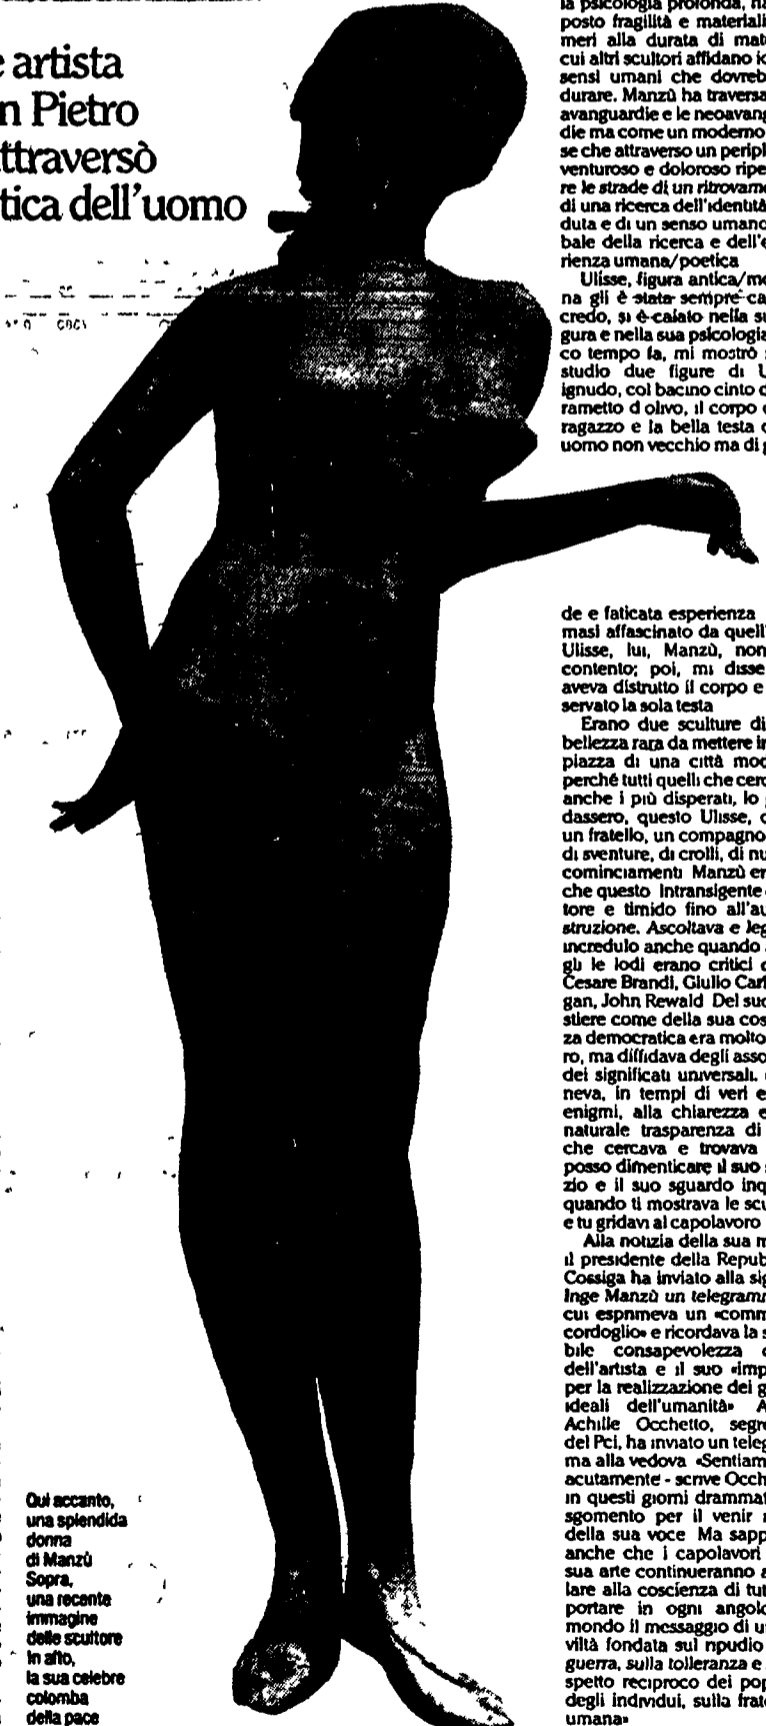 e artista
n Pietro
ttraversò
tica dell'uomo
la psicologia profonda, ha
posto fragilità e materiali
meri alla durata di mat
cui altri scultori affidano ic
sensi umani che dovreb
durare. Manzù ha traversa
avanguardie e le neoavang
die ma come un moderno
se che attraverso un peripl
venturoso e doloroso ripe
re le strade di un ritrovame
di una ricerca dell'identità
duta e di un senso umano
bale della ricerca e dell'e
rienza umana/poetica
Ulisse, figura antica/mo
na gli è stata sempre ca
credo, si è calato nella su
gura e nella sua psicologia
co tempo fa, mi mostrò
studio due figure di U
ignudo, col bacino cinto d
rametto d olivo, il corpo
ragazzo e la bella testa d
uomo non vecchio ma di g
de e faticata esperienza
masi affascinato da quell'
Ulisse, lui, Manzù, non
contento; poi, mi disse
aveva distrutto il corpo e
servato la sola testa
Erano due sculture di
bellezza rara da mettere in
piazza di una città mod
perché tutti quelli che cerc
anche i più disperati, lo
dassero, questo Ulisse, c
un fratello, un compagno
di sventure, di crolli, di nu
cominciamenti Manzù er
che questo Intransigente
tore e timido fino all'au
struzione. Ascoltava e leg
incredulo anche quando
gli le lodi erano critici c
Cesare Brandi, Giulio Carl
gan, John Rewald Del suo
stiere come della sua cos
za democratica era molto
ro, ma diffidava degli asso
dei significati universali.
neva, in tempi di veri e
enigmi, alla chiarezza e
naturale trasparenza di
che cercava e trovava
posso dimenticare il suo
zio e il suo sguardo inq
quando ti mostrava le scu
e tu gridavi al capolavoro
Alla notizia della sua m
il presidente della Repub
Cossiga ha inviato alla sig
Inge Manzù un telegramm
cui esprimeva un «comm
cordoglio» e ricordava la s
bile consapevolezza
dell'artista e il suo «imp
per la realizzazione dei g
ideali dell'umanità» A
Achille Occhetto, segre
del Pci, ha inviato un teleg
ma alla vedova «Sentiam
acutamente - scrive Occh
in questi giorni drammat
sgomento per il venir
della sua voce Ma sapp
anche che i capolavori
sua arte continueranno a
lare alla coscienza di tut
portare in ogni angolo
mondo il messaggio di u
viltà fondata sul ripudio
guerra, sulla tolleranza e
spetto reciproco dei pop
degli individui, sulla frate
umana»
Qui accanto,
una splendida
donna
di Manzù
Sopra,
una recente
immagine
dello scultore
In alto,
la sua celebre
colomba
della pace